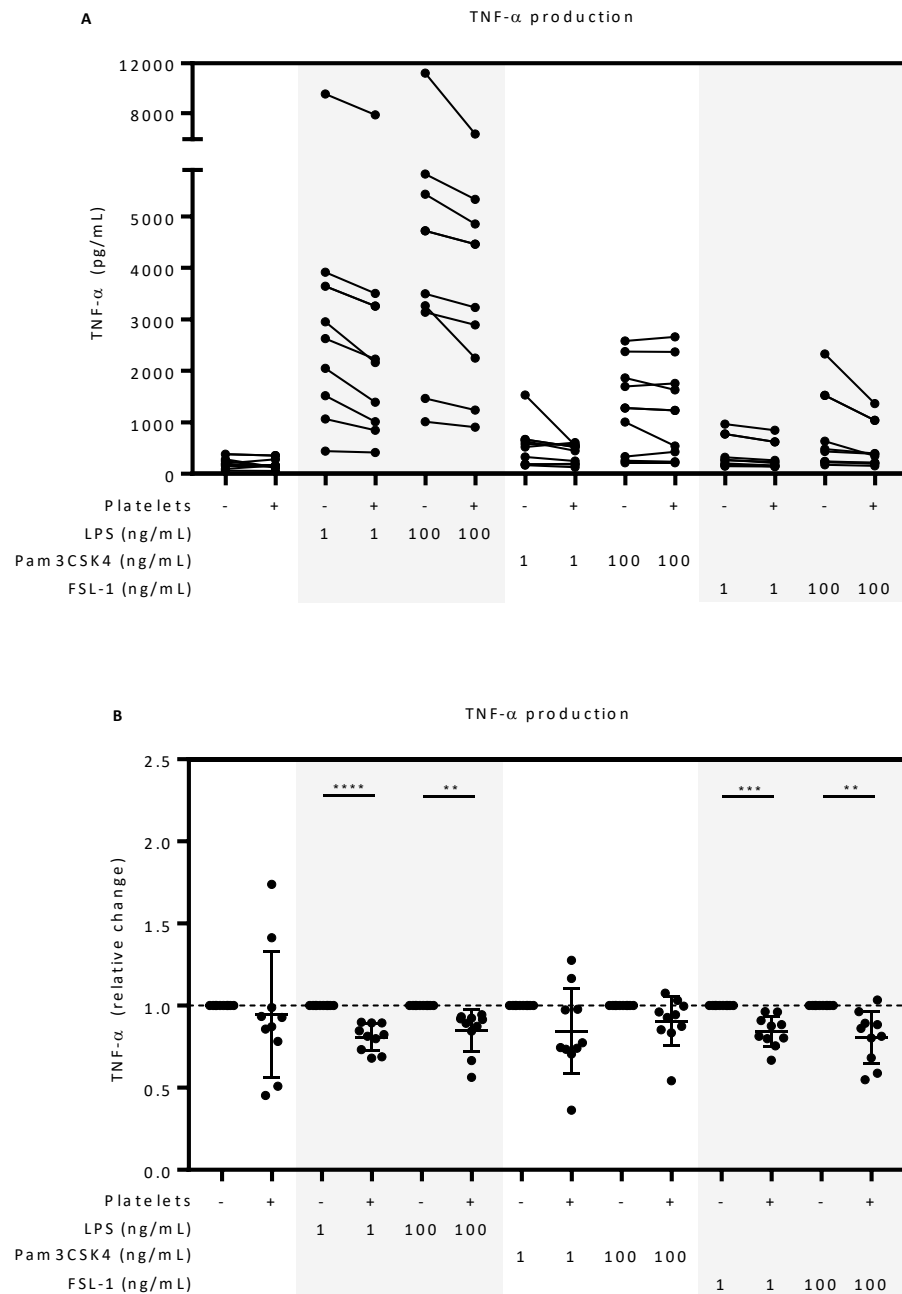 A
TNF-α production
12000
8000
5000
4000
3000
2000
1000
0
TNF-α (pg/mL)
Platelets - + - + - + - + - + - + - +
LPS (ng/mL) 1 1 100 100
Pam3CSK4 (ng/mL) 1 1 100 100
FSL-1 (ng/mL) 1 1 100 100
B
TNF-α production
2.5
2.0
1.5
1.0
0.5
0.0
TNF-α (relative change)
**** ** *** **
Platelets - + - + - + - + - + - + - +
LPS (ng/mL) 1 1 100 100
Pam3CSK4 (ng/mL) 1 1 100 100
FSL-1 (ng/mL) 1 1 100 100